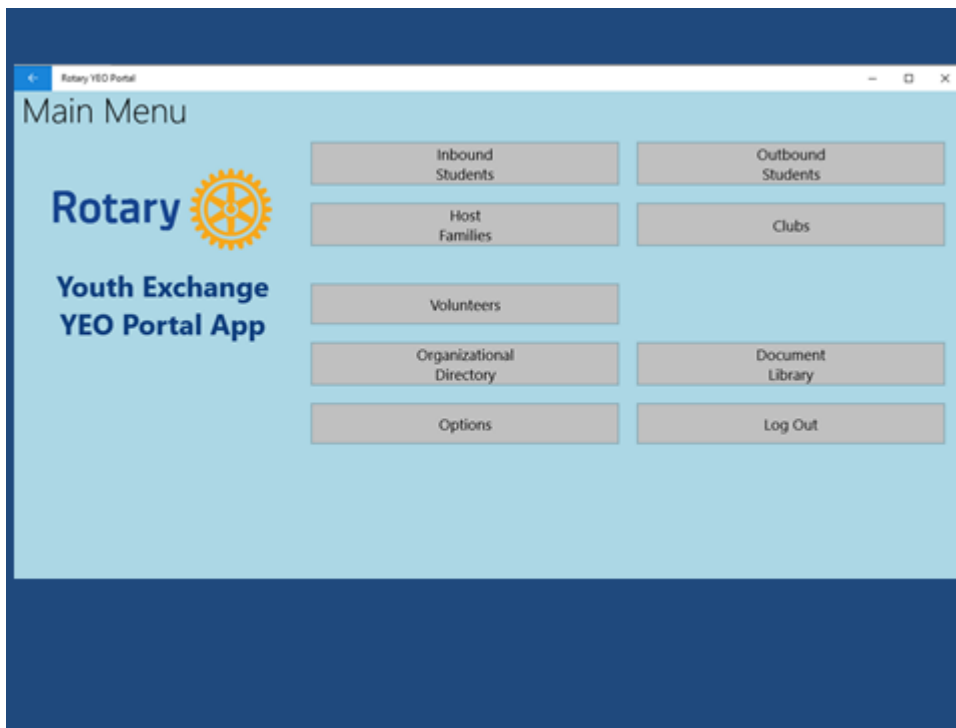 Rotary YEO Portal
Main Menu
Rotary
Youth Exchange
YEO Portal App
Inbound
Students
Outbound
Students
Host
Families
Clubs
Volunteers
Organizational
Directory
Document
Library
Options
Log Out